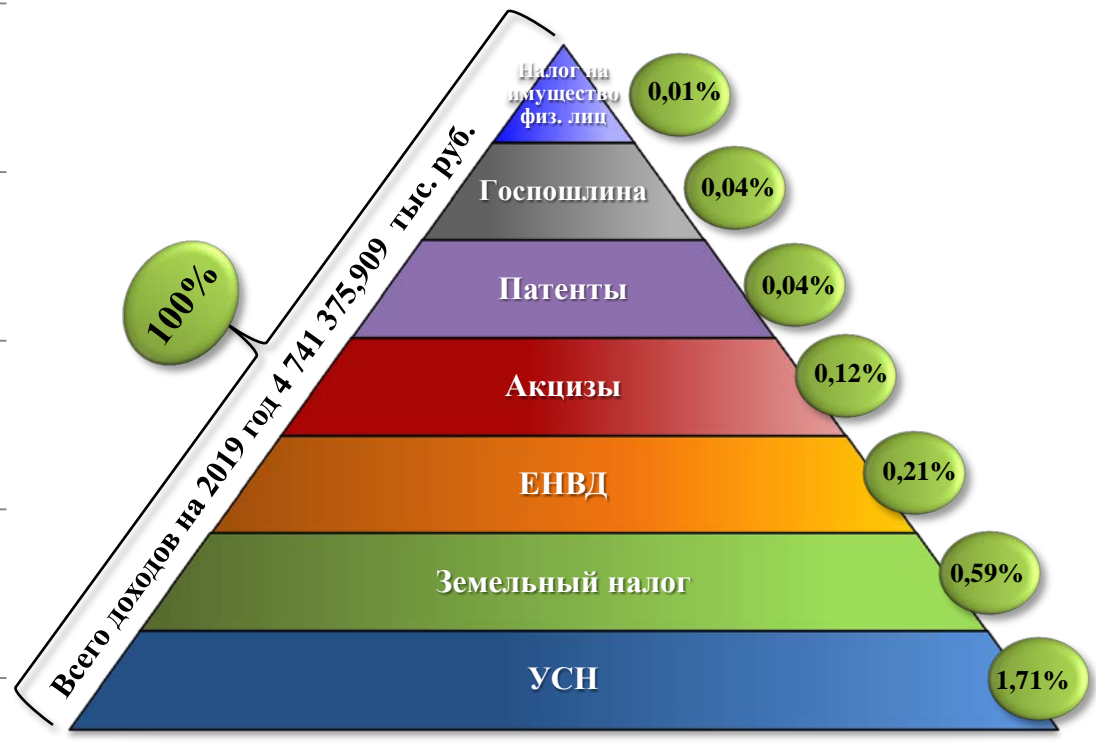 Налог на
имущество
физ. лиц
0,01%
Госпошлина
0,04%
Патенты
0,04%
Акцизы
0,12%
ЕНВД
0,21%
Земельный налог
0,59%
УСН
1,71%
100%
Всего доходов на 2019 год 4 741 375,909 тыс. руб.